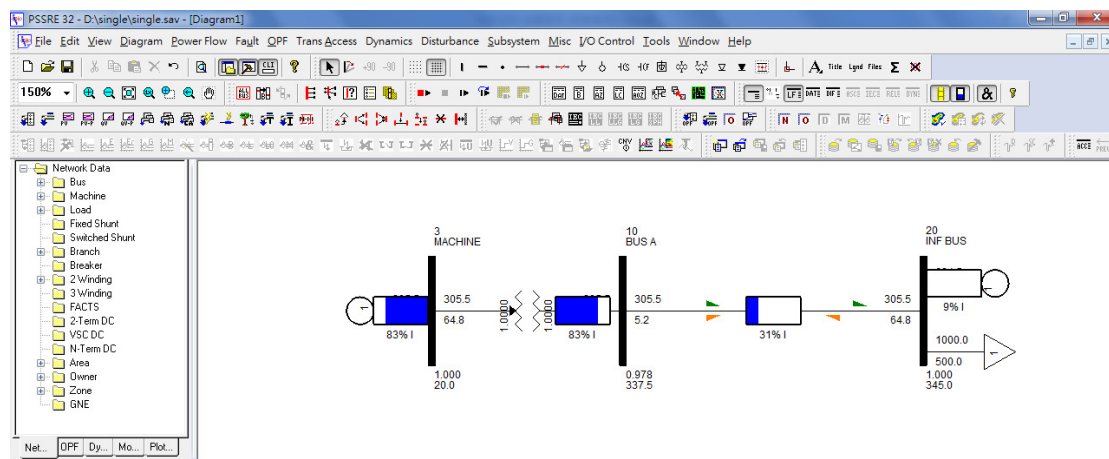 PSSRE 32 - D:\single\single.sav - [Diagram1]
File Edit View Diagram Power Flow Fault OPF Trans Access Dynamics Disturbance Subsystem Misc I/O Control Tools Window Help
Title Lgnd Files
150%
Network Data
Bus
Machine
Load
Fixed Shunt
Switched Shunt
Branch
Breaker
2 Winding
3 Winding
FACTS
2-Term DC
VSC DC
N-Term DC
Area
Owner
Zone
GNE
Net... OPF Dy... Mo... Plot...
3
MACHINE
1
83% I
305.5
64.8
1.0000
1.0000
83% I
1.000
20.0
10
BUS A
305.5
5.2
0.978
337.5
31% I
20
INF BUS
305.5
64.8
1
9% I
1000.0
500.0
1
1.000
345.0